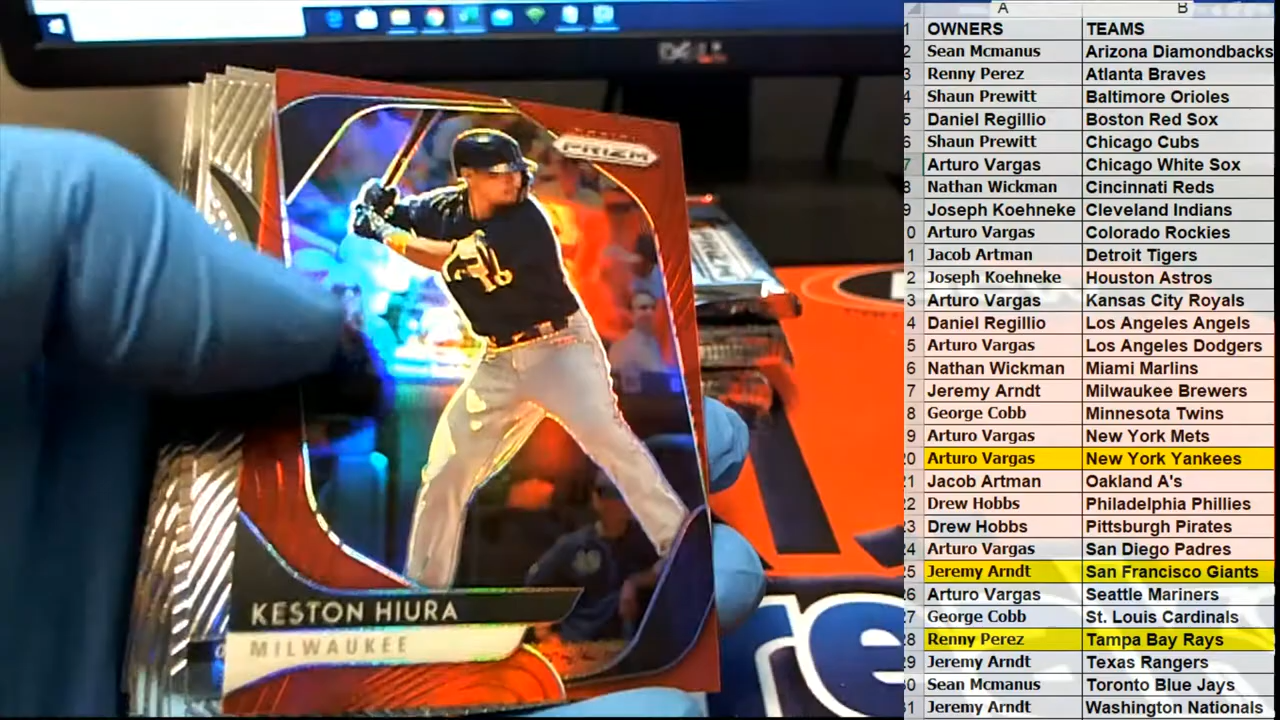 DELL
PANINI
PRIZM
KESTON HIURA
MILWAUKEE
PRIZM
re
A B
1 OWNERS TEAMS
2 Sean Mcmanus Arizona Diamondbacks
3 Renny Perez Atlanta Braves
4 Shaun Prewitt Baltimore Orioles
5 Daniel Regillio Boston Red Sox
6 Shaun Prewitt Chicago Cubs
7 Arturo Vargas Chicago White Sox
8 Nathan Wickman Cincinnati Reds
9 Joseph Koehneke Cleveland Indians
0 Arturo Vargas Colorado Rockies
1 Jacob Artman Detroit Tigers
2 Joseph Koehneke Houston Astros
3 Arturo Vargas Kansas City Royals
4 Daniel Regillio Los Angeles Angels
5 Arturo Vargas Los Angeles Dodgers
6 Nathan Wickman Miami Marlins
7 Jeremy Arndt Milwaukee Brewers
8 George Cobb Minnesota Twins
9 Arturo Vargas New York Mets
20 Arturo Vargas New York Yankees
21 Jacob Artman Oakland A's
22 Drew Hobbs Philadelphia Phillies
23 Drew Hobbs Pittsburgh Pirates
24 Arturo Vargas San Diego Padres
25 Jeremy Arndt San Francisco Giants
26 Arturo Vargas Seattle Mariners
27 George Cobb St. Louis Cardinals
28 Renny Perez Tampa Bay Rays
29 Jeremy Arndt Texas Rangers
30 Sean Mcmanus Toronto Blue Jays
31 Jeremy Arndt Washington Nationals